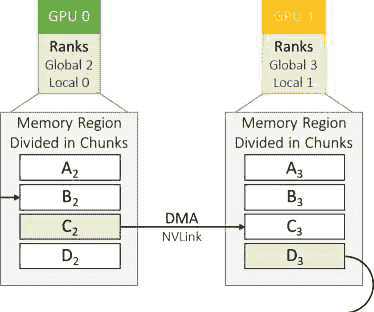 GPU 0
Ranks
Global 2
Local 0
Memory Region
Divided in Chunks
A2
B2
C2
D2
DMA
NVLink
GPU 1
Ranks
Global 3
Local 1
Memory Region
Divided in Chunks
A3
B3
C3
D3